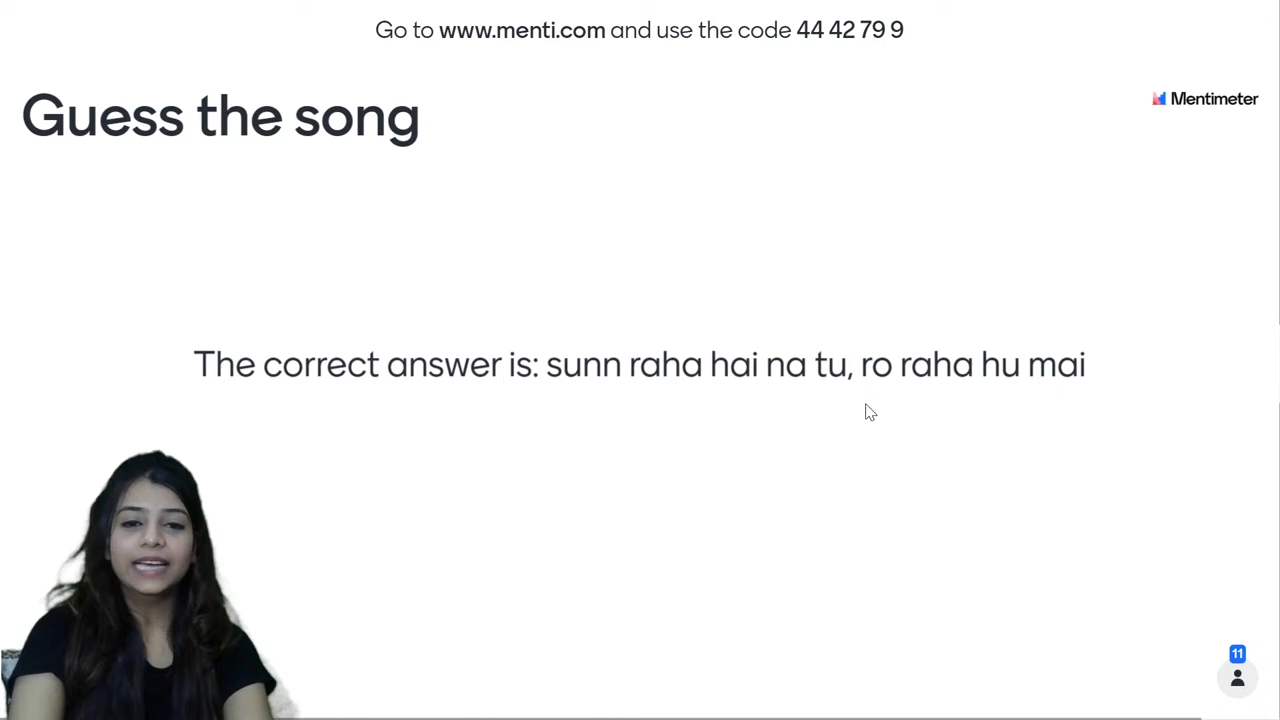 Go to www.menti.com and use the code 44 42 79 9
Guess the song
Mentimeter
The correct answer is: sunn raha hai na tu, ro raha hu mai
11